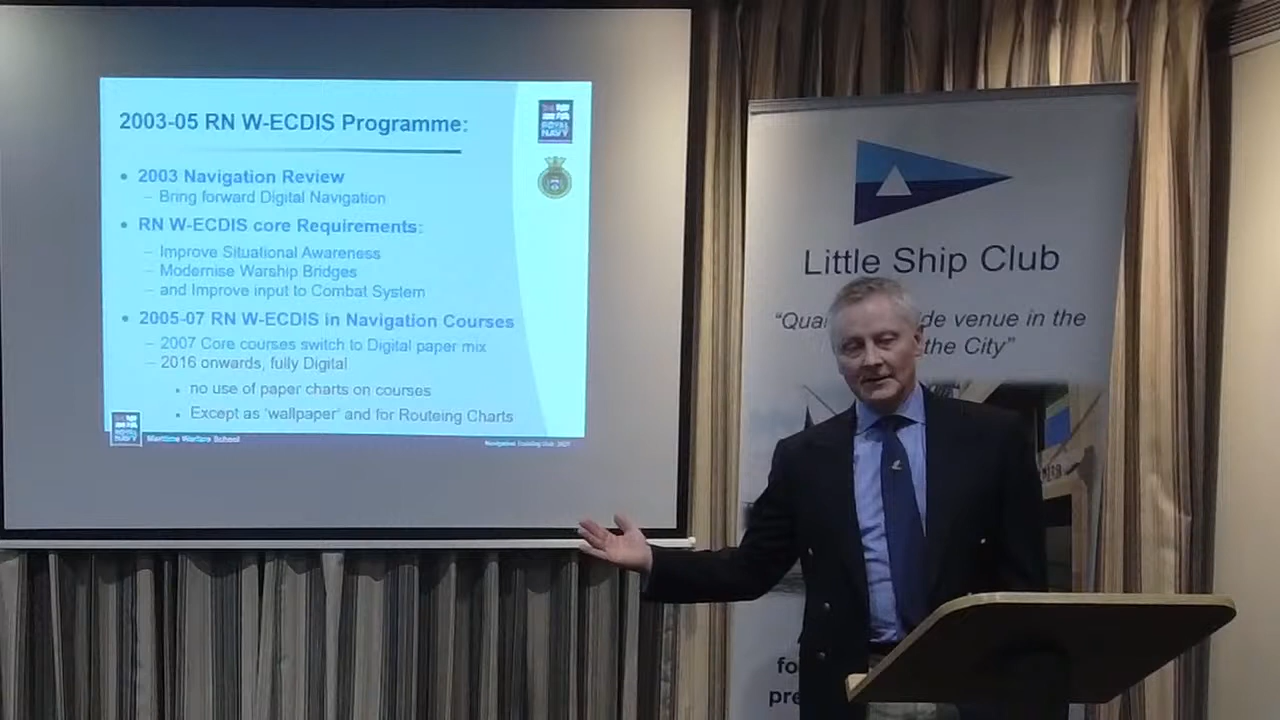 2003-05 RN W-ECDIS Programme:
ROYAL
NAVY
• 2003 Navigation Review
– Bring forward Digital Navigation
• RN W-ECDIS core Requirements:
– Improve Situational Awareness
– Modernise Warship Bridges
– and Improve input to Combat System
• 2005-07 RN W-ECDIS in Navigation Courses
– 2007 Core courses switch to Digital paper mix
– 2016 onwards, fully Digital
• no use of paper charts on courses
• Except as ‘wallpaper’ and for Routeing Charts
ROYAL
NAVY
Maritime Warfare School
Little Ship Club
“Qua de venue in the
the City”
fo
pre